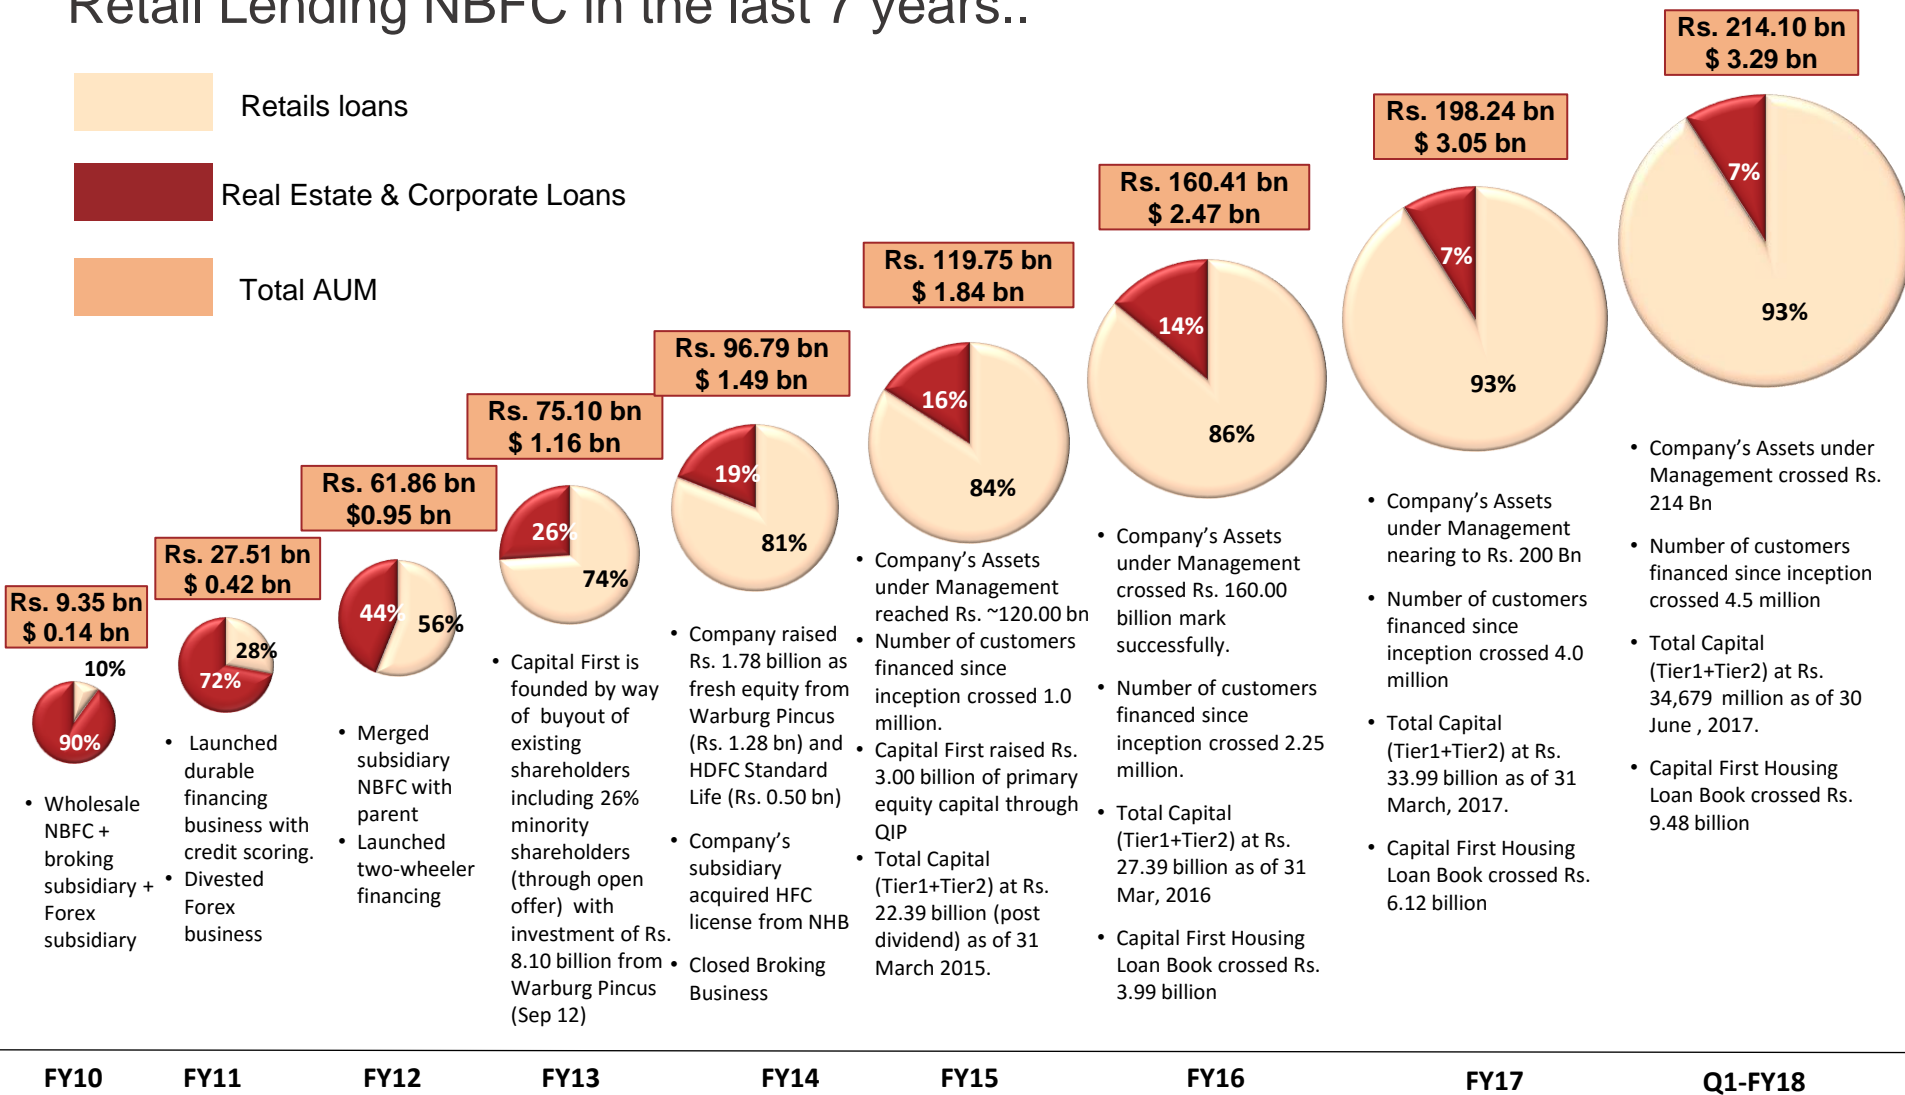 Retail Lending NBFC in the last 7 years..
Retails loans
Real Estate & Corporate Loans
Total AUM
Rs. 9.35 bn
$ 0.14 bn
10%
90%
• Wholesale
NBFC +
broking
subsidiary +
Forex
subsidiary
FY10
Rs. 27.51 bn
$ 0.42 bn
28%
72%
• Launched
durable
financing
business with
credit scoring.
• Divested
Forex
business
FY11
Rs. 61.86 bn
$0.95 bn
44%
56%
• Merged
subsidiary
NBFC with
parent
• Launched
two-wheeler
financing
FY12
Rs. 75.10 bn
$ 1.16 bn
26%
74%
• Capital First is
founded by way
of buyout of
existing
shareholders
including 26%
minority
shareholders
(through open
offer) with
investment of Rs.
8.10 billion from
Warburg Pincus
(Sep 12)
FY13
Rs. 96.79 bn
$ 1.49 bn
19%
81%
• Company raised
Rs. 1.78 billion as
fresh equity from
Warburg Pincus
(Rs. 1.28 bn) and
HDFC Standard
Life (Rs. 0.50 bn)
• Company's
subsidiary
acquired HFC
license from NHB
• Closed Broking
Business
FY14
Rs. 119.75 bn
$ 1.84 bn
16%
84%
• Company's Assets
under Management
reached Rs. ~120.00 bn
• Number of customers
financed since
inception crossed 1.0
million.
• Capital First raised Rs.
3.00 billion of primary
equity capital through
QIP
• Total Capital
(Tier1+Tier2) at Rs.
22.39 billion (post
dividend) as of 31
March 2015.
FY15
Rs. 160.41 bn
$ 2.47 bn
14%
86%
• Company's Assets
under Management
crossed Rs. 160.00
billion mark
successfully.
• Number of customers
financed since
inception crossed 2.25
million.
• Total Capital
(Tier1+Tier2) at Rs.
27.39 billion as of 31
Mar, 2016
• Capital First Housing
Loan Book crossed Rs.
3.99 billion
FY16
Rs. 198.24 bn
$ 3.05 bn
7%
93%
• Company's Assets
under Management
nearing to Rs. 200 Bn
• Number of customers
financed since
inception crossed 4.0
million
• Total Capital
(Tier1+Tier2) at Rs.
33.99 billion as of 31
March, 2017.
• Capital First Housing
Loan Book crossed Rs.
6.12 billion
FY17
Rs. 214.10 bn
$ 3.29 bn
7%
93%
• Company's Assets under
Management crossed Rs.
214 Bn
• Number of customers
financed since inception
crossed 4.5 million
• Total Capital
(Tier1+Tier2) at Rs.
34,679 million as of 30
June , 2017.
• Capital First Housing
Loan Book crossed Rs.
9.48 billion
Q1-FY18